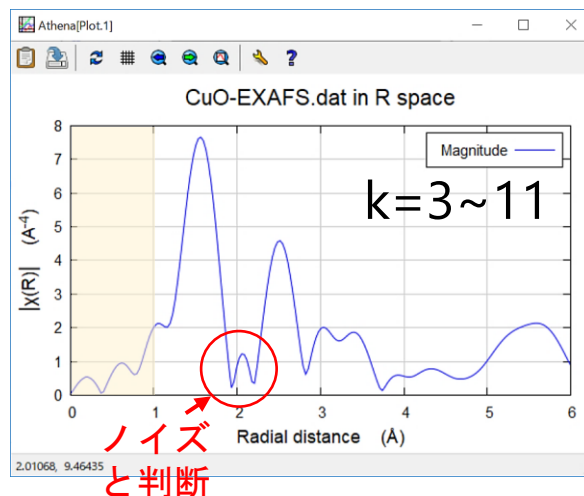 Athena[Plot.1]
CuO-EXAFS.dat in R space
Magnitude
k=3~11
|χ(R)| (Å⁻⁴)
8
7
6
5
4
3
2
1
0
0 1 2 3 4 5 6
Radial distance (Å)
ノイズ
と判断
2.01068, 9.46435